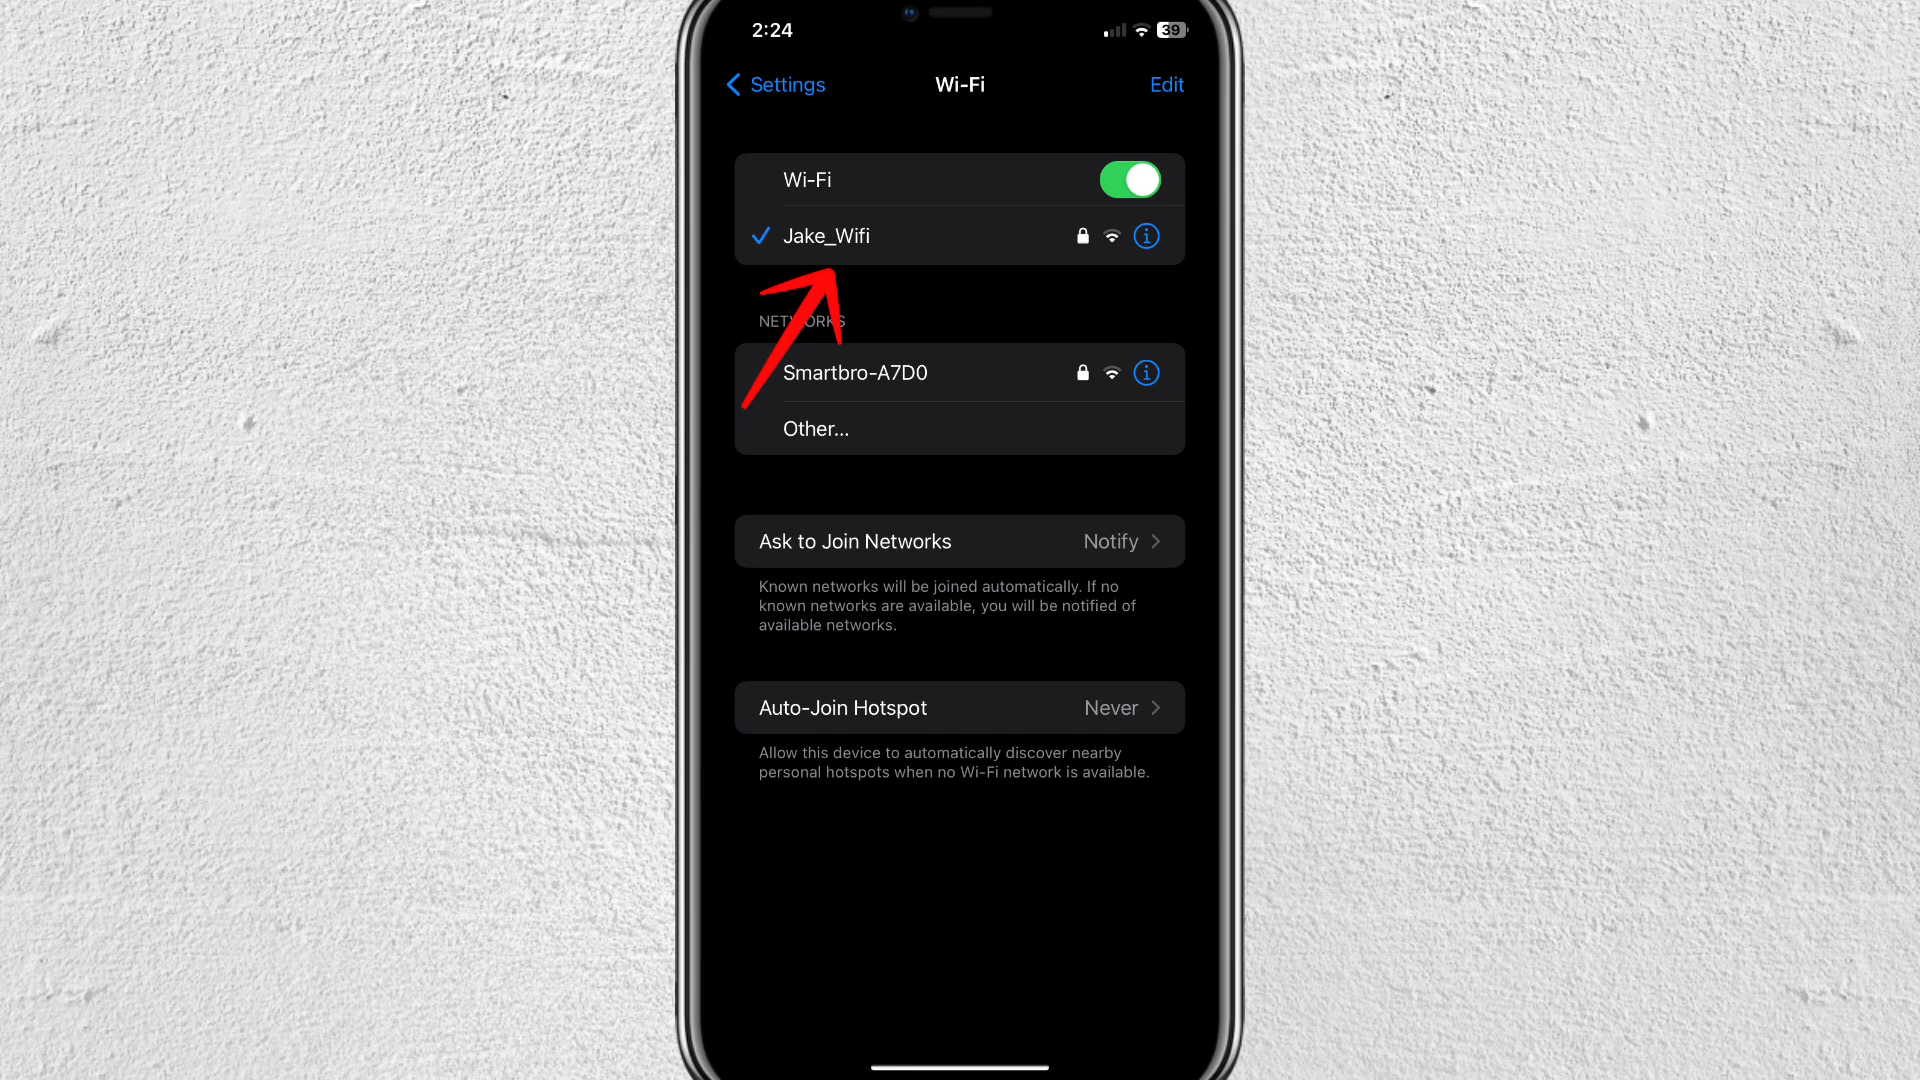 2:24
39
Settings
Wi-Fi
Edit
Wi-Fi
Jake_Wifi
NETWORKS
Smartbro-A7D0
Other...
Ask to Join Networks
Notify
Known networks will be joined automatically. If no
known networks are available, you will be notified of
available networks.
Auto-Join Hotspot
Never
Allow this device to automatically discover nearby
personal hotspots when no Wi-Fi network is available.